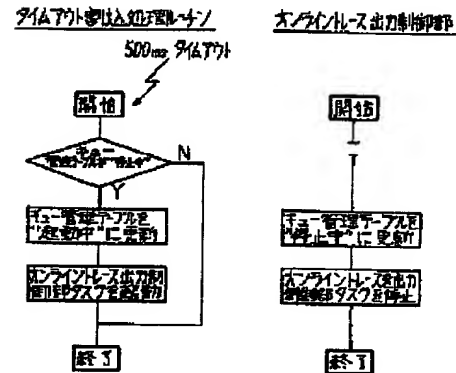 タイムアウト割り込み処理ルーチン
500ms タイムアウト
開始
キュー
管理テーブルが"停止中"
N
Y
キュー管理テーブルを
"起動中"に更新
オンライントレース出力制
御部タスクを起動
終了
オンライントレース出力制御部
開始
キュー管理テーブルを
"停止中"に更新
オンライントレース出力
制御部タスクを停止
終了